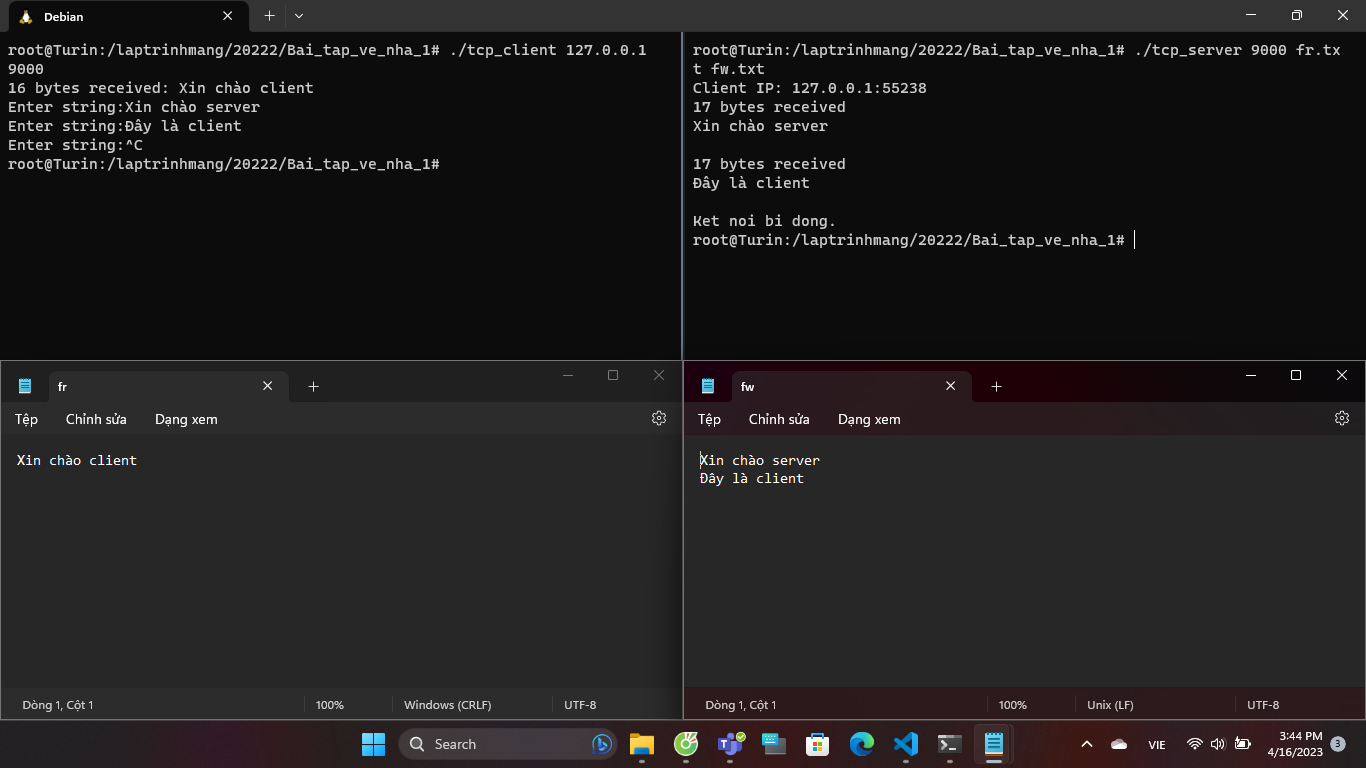 Debian
root@Turin:/laptrinhmang/20222/Bai_tap_ve_nha_1# ./tcp_client 127.0.0.1
9000
16 bytes received: Xin chào client
Enter string:Xin chào server
Enter string:Đây là client
Enter string:^C
root@Turin:/laptrinhmang/20222/Bai_tap_ve_nha_1#
root@Turin:/laptrinhmang/20222/Bai_tap_ve_nha_1# ./tcp_server 9000 fr.tx
t fw.txt
Client IP: 127.0.0.1:55238
17 bytes received
Xin chào server
17 bytes received
Đây là client
Ket noi bi dong.
root@Turin:/laptrinhmang/20222/Bai_tap_ve_nha_1#
fr
Tệp Chỉnh sửa Dạng xem
Xin chào client
Dòng 1, Cột 1 100% Windows (CRLF) UTF-8
fw
Tệp Chỉnh sửa Dạng xem
Xin chào server
Đây là client
Dòng 1, Cột 1 100% Unix (LF) UTF-8
Search
VIE
3:44 PM
4/16/2023
3